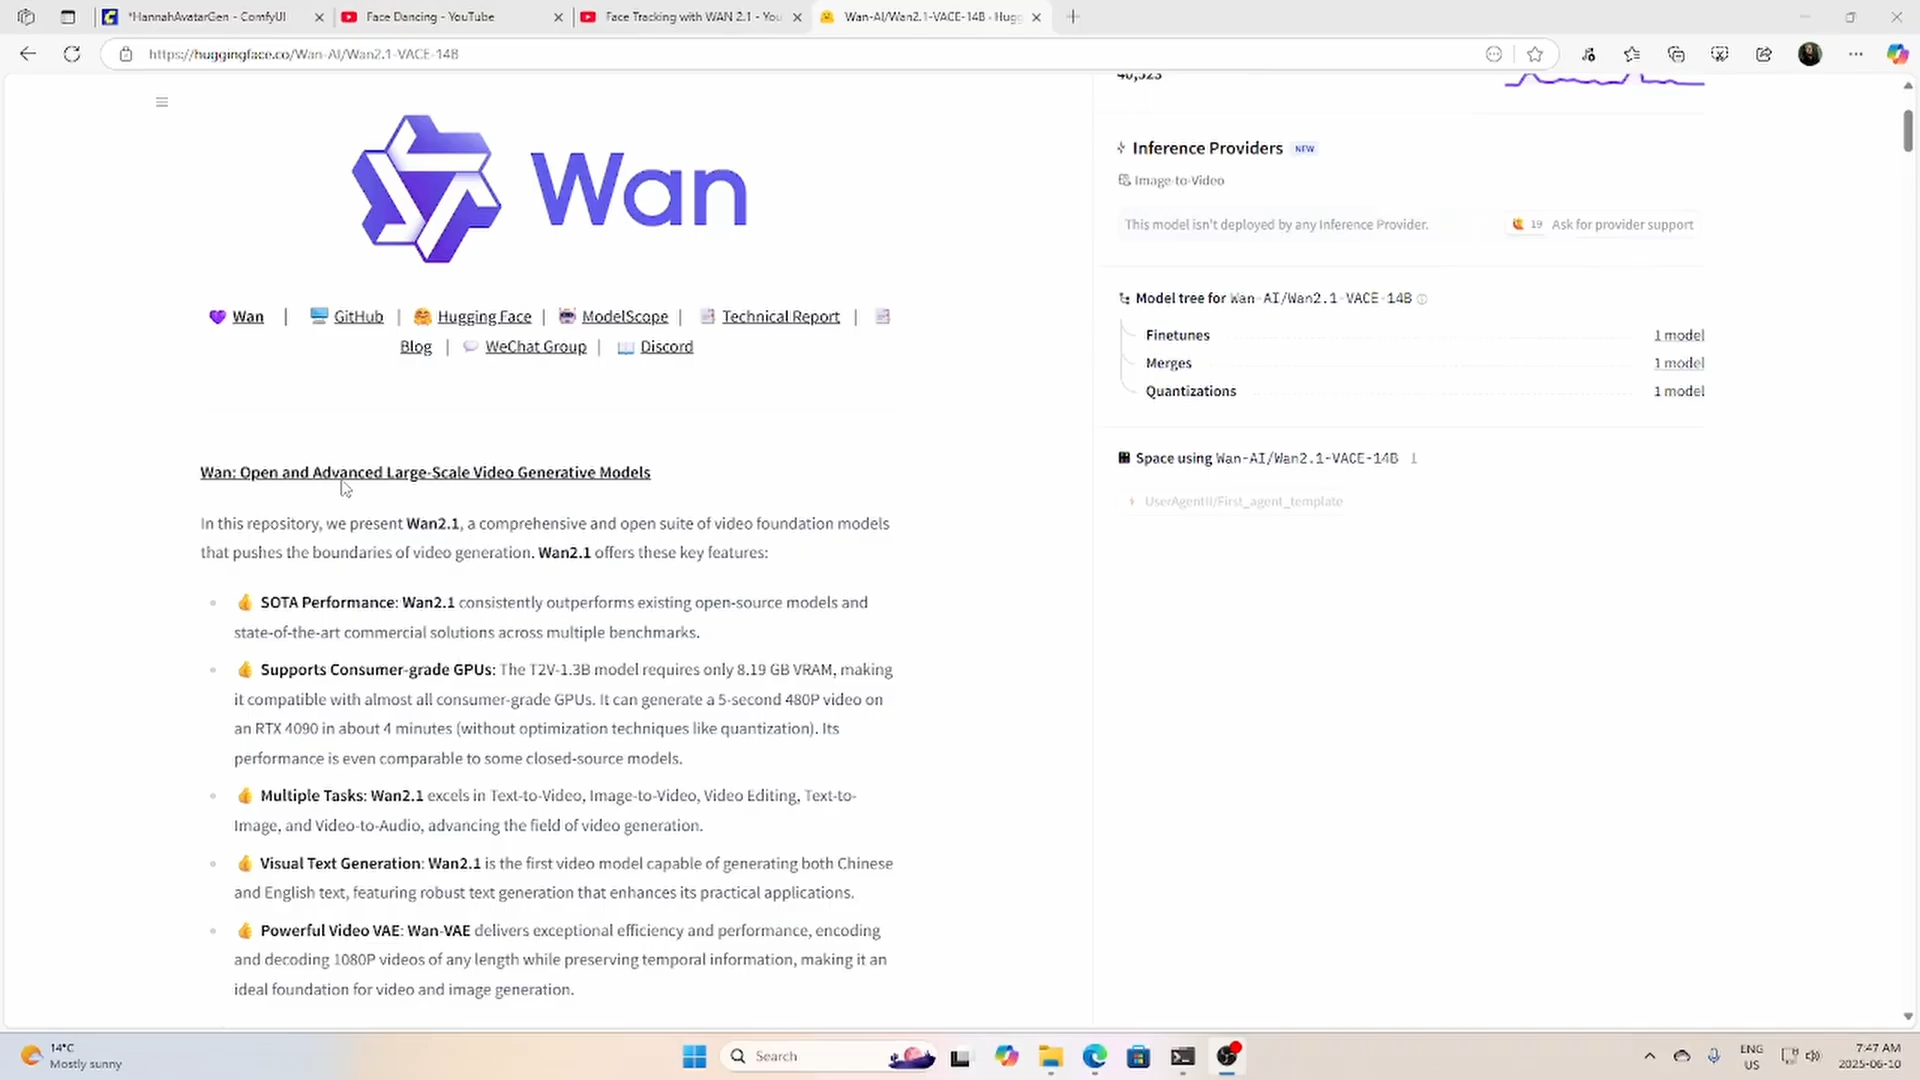 *HannahAvatarGen - ComfyUI
Face Dancing - YouTube
Face Tracking with WAN 2.1 - You
Wan-AI/Wan2.1-VACE-14B · Hugg
https://huggingface.co/Wan-AI/Wan2.1-VACE-14B
Wan
Wan | GitHub | Hugging Face | ModelScope | Technical Report |
Blog | WeChat Group | Discord
Wan: Open and Advanced Large-Scale Video Generative Models
In this repository, we present Wan2.1, a comprehensive and open suite of video foundation models
that pushes the boundaries of video generation. Wan2.1 offers these key features:
👍 SOTA Performance: Wan2.1 consistently outperforms existing open-source models and
state-of-the-art commercial solutions across multiple benchmarks.
👍 Supports Consumer-grade GPUs: The T2V-1.3B model requires only 8.19 GB VRAM, making
it compatible with almost all consumer-grade GPUs. It can generate a 5-second 480P video on
an RTX 4090 in about 4 minutes (without optimization techniques like quantization). Its
performance is even comparable to some closed-source models.
👍 Multiple Tasks: Wan2.1 excels in Text-to-Video, Image-to-Video, Video Editing, Text-to-
Image, and Video-to-Audio, advancing the field of video generation.
👍 Visual Text Generation: Wan2.1 is the first video model capable of generating both Chinese
and English text, featuring robust text generation that enhances its practical applications.
👍 Powerful Video VAE: Wan-VAE delivers exceptional efficiency and performance, encoding
and decoding 1080P videos of any length while preserving temporal information, making it an
ideal foundation for video and image generation.
Inference Providers NEW
Image-to-Video
This model isn't deployed by any Inference Provider.
19 Ask for provider support
Model tree for Wan-AI/Wan2.1-VACE-14B
Finetunes 1 model
Merges 1 model
Quantizations 1 model
Space using Wan-AI/Wan2.1-VACE-14B 1
14°C
Mostly sunny
Search
ENG
US
7:47 AM
2025-06-10